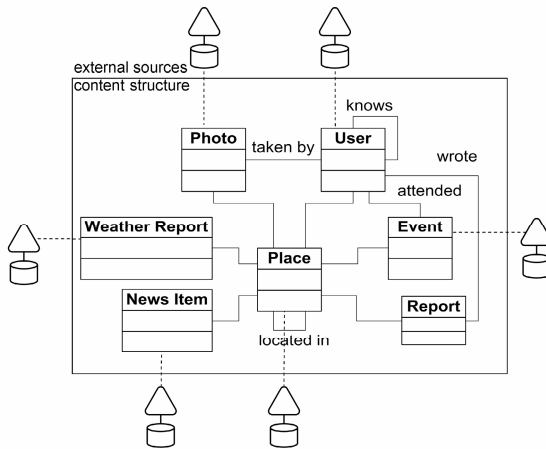 external sources
content structure
knows
Photo
taken by
User
wrote
attended
Weather Report
Event
Place
News Item
Report
located in